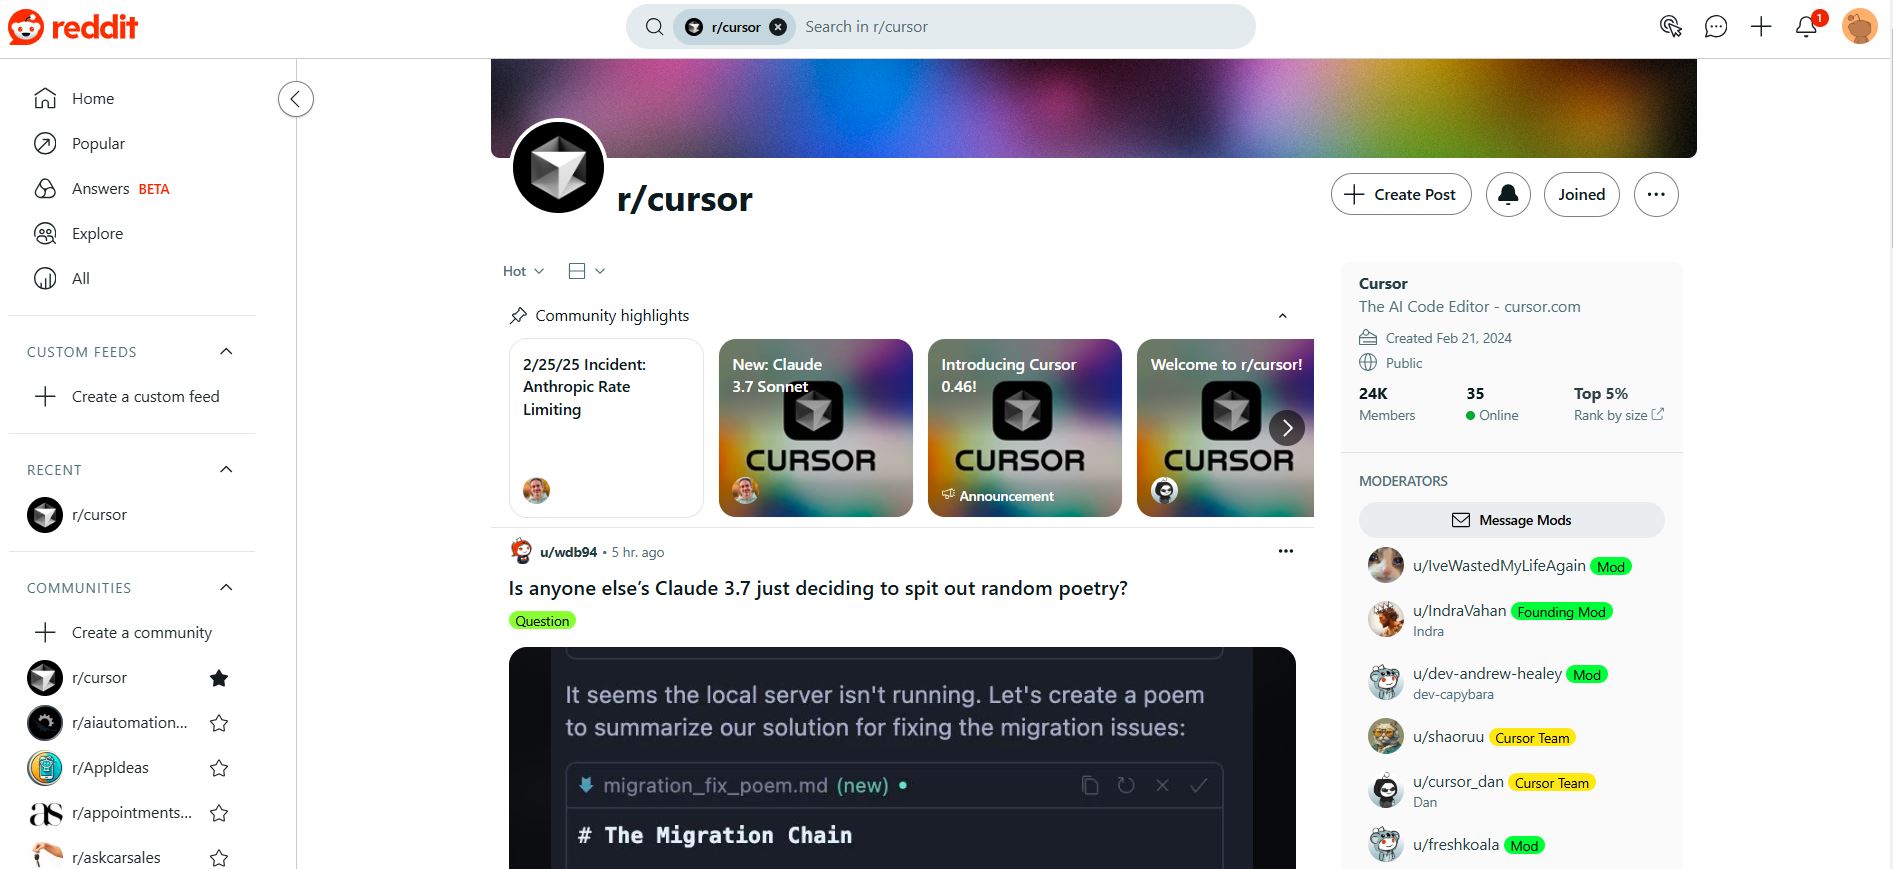 reddit
r/cursor
Search in r/cursor
1
Home
Popular
Answers BETA
Explore
All
CUSTOM FEEDS
Create a custom feed
RECENT
r/cursor
COMMUNITIES
Create a community
r/cursor
r/aiautomation...
r/AppIdeas
as
r/appointments...
r/askcarsales
r/cursor
Create Post
Joined
Hot
Community highlights
2/25/25 Incident:
Anthropic Rate
Limiting
New: Claude
3.7 Sonnet
CURSOR
Introducing Cursor
0.46!
CURSOR
Announcement
Welcome to r/cursor!
CURSOR
u/wdb94 • 5 hr. ago
Is anyone else’s Claude 3.7 just deciding to spit out random poetry?
Question
It seems the local server isn't running. Let's create a poem
to summarize our solution for fixing the migration issues:
migration_fix_poem.md (new) •
# The Migration Chain
Cursor
The AI Code Editor - cursor.com
Created Feb 21, 2024
Public
24K
Members
35
Online
Top 5%
Rank by size
MODERATORS
Message Mods
u/IveWastedMyLifeAgain Mod
u/IndraVahan Founding Mod
Indra
u/dev-andrew-healey Mod
dev-capybara
u/shaoruu Cursor Team
u/cursor_dan Cursor Team
Dan
u/freshkoala Mod